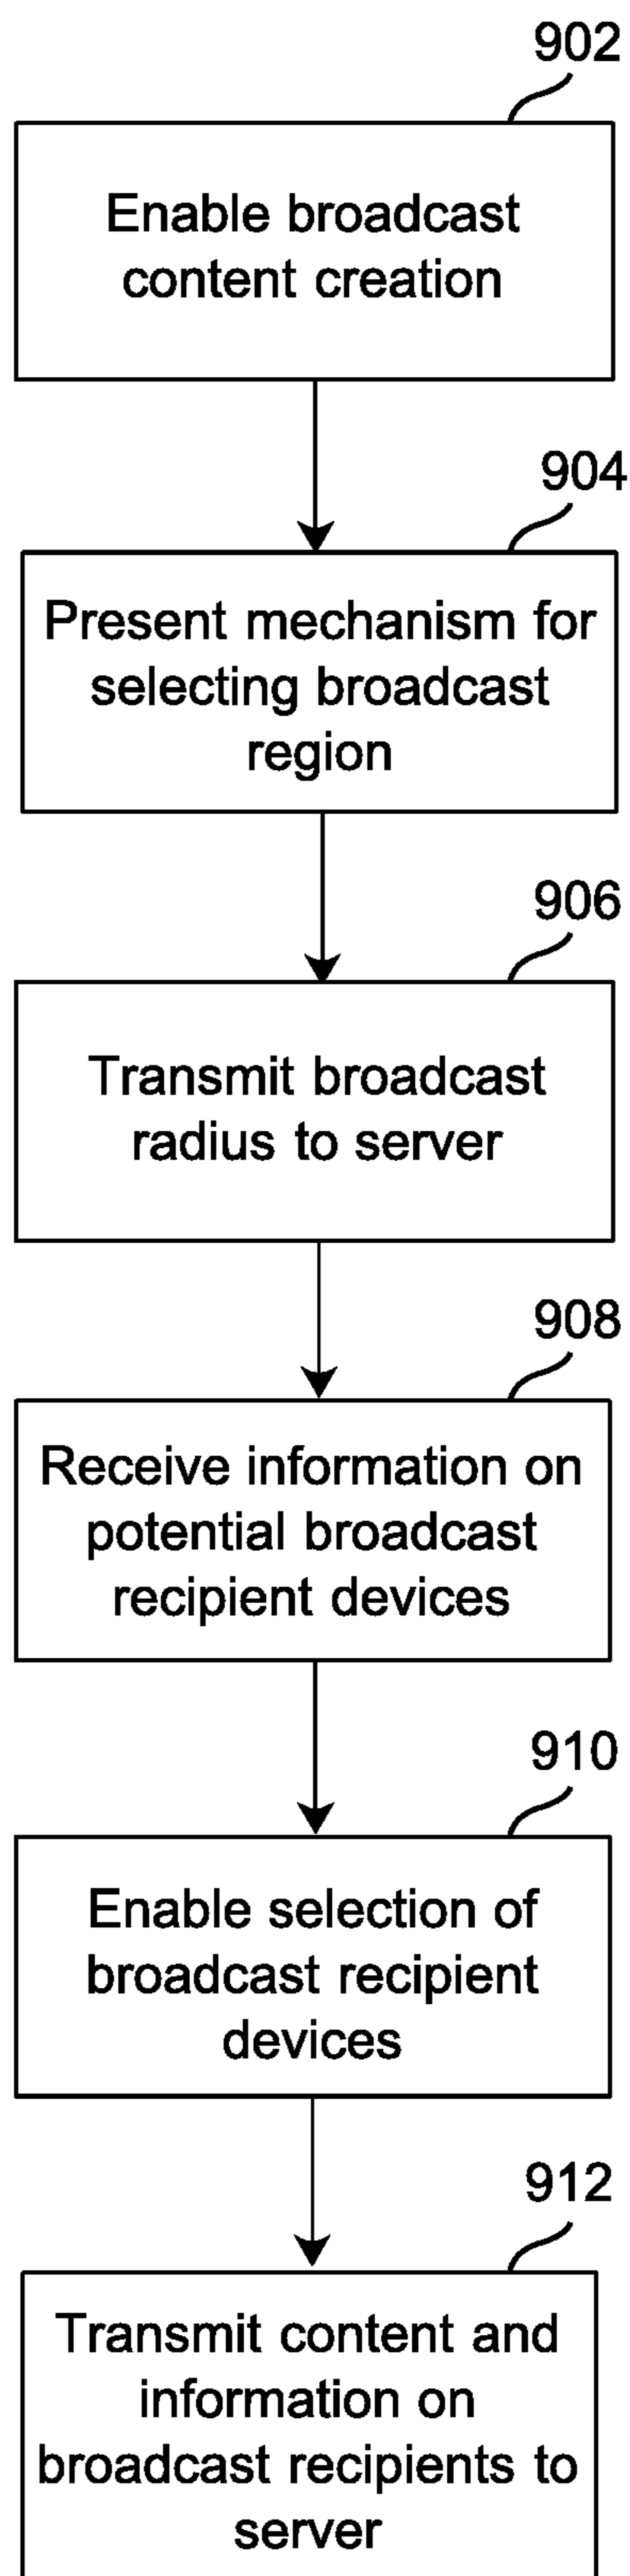 902
Enable broadcast
content creation
904
Present mechanism for
selecting broadcast
region
906
Transmit broadcast
radius to server
908
Receive information on
potential broadcast
recipient devices
910
Enable selection of
broadcast recipient
devices
912
Transmit content and
information on
broadcast recipients to
server